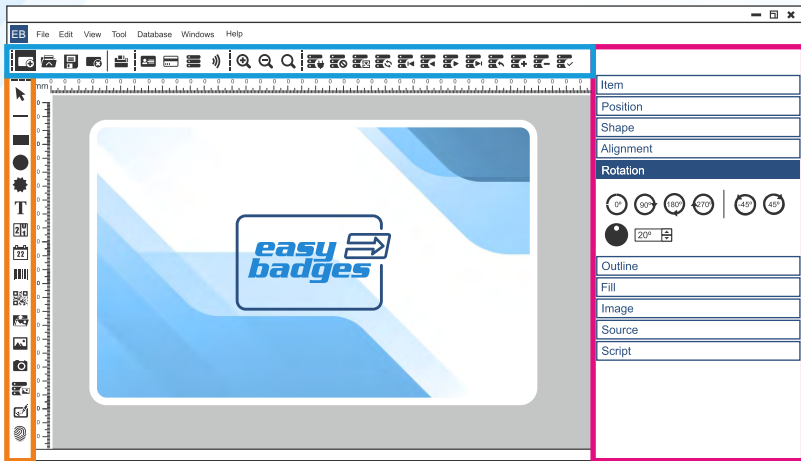 EB File Edit View Tool Database Windows Help
mm
Item
Position
Shape
Alignment
Rotation
0° 90° 180° 270° -45° 45°
20°
Outline
Fill
Image
Source
Script
T
22
easy
badges